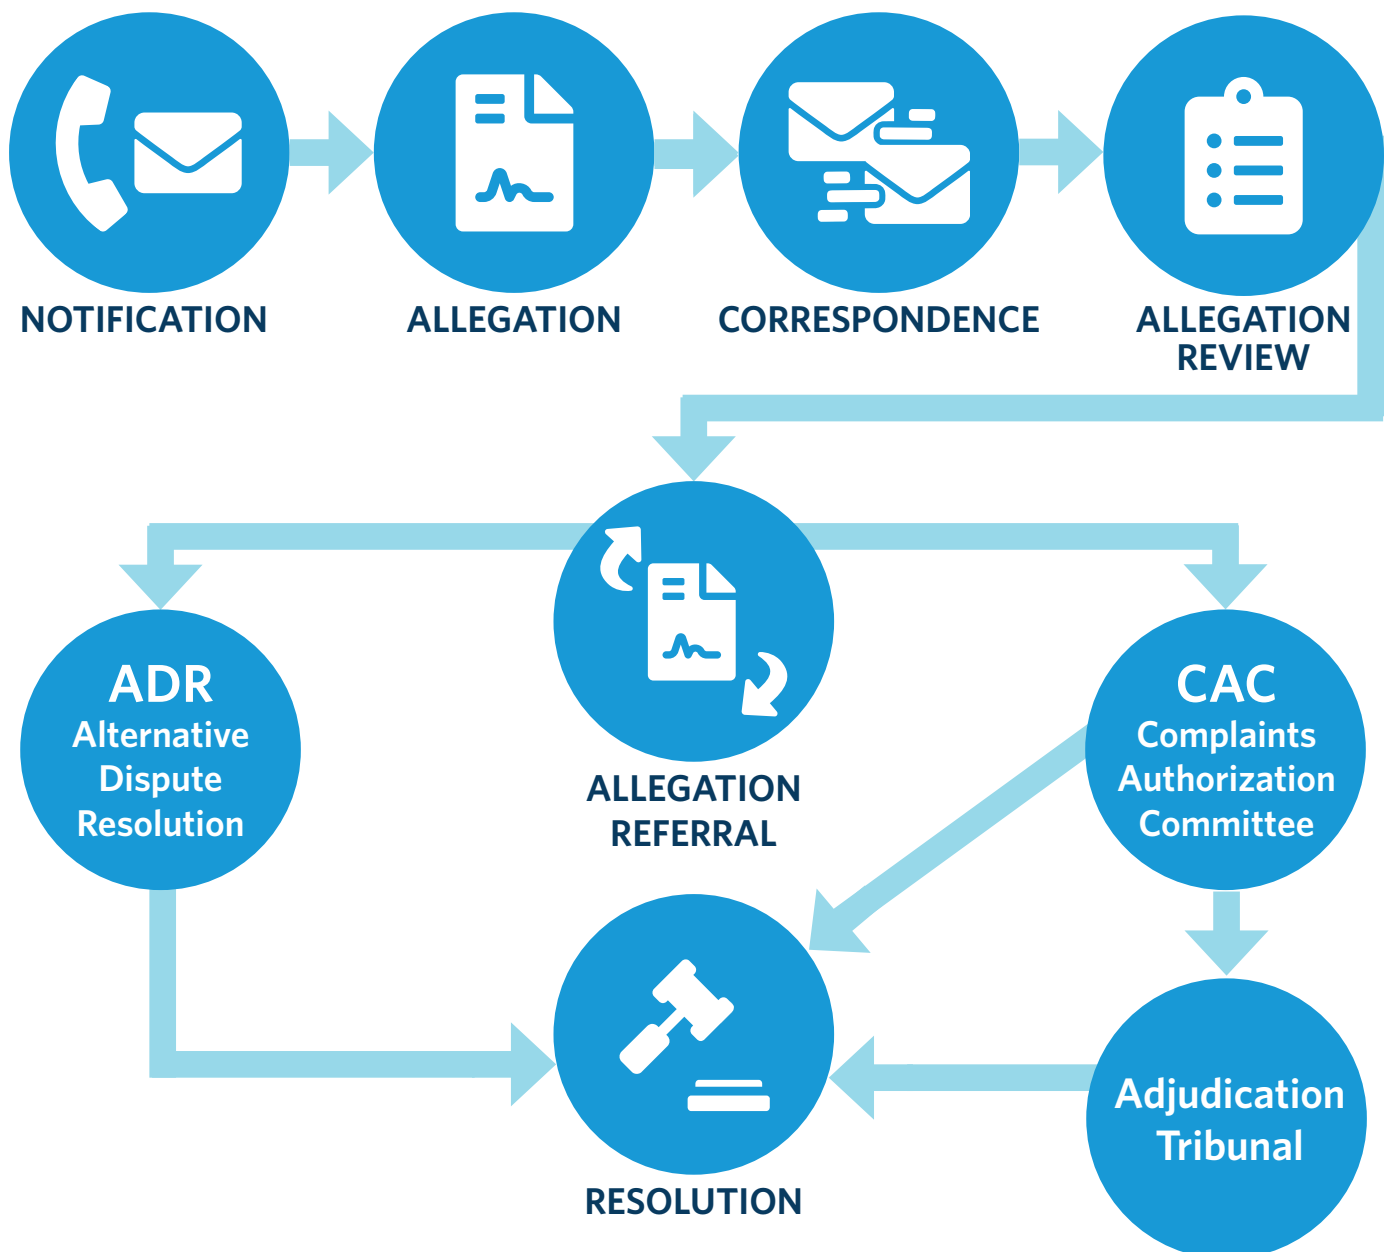 NOTIFICATION
ALLEGATION
CORRESPONDENCE
ALLEGATION
REVIEW
ADR
Alternative
Dispute
Resolution
ALLEGATION
REFERRAL
CAC
Complaints
Authorization
Committee
RESOLUTION
Adjudication
Tribunal